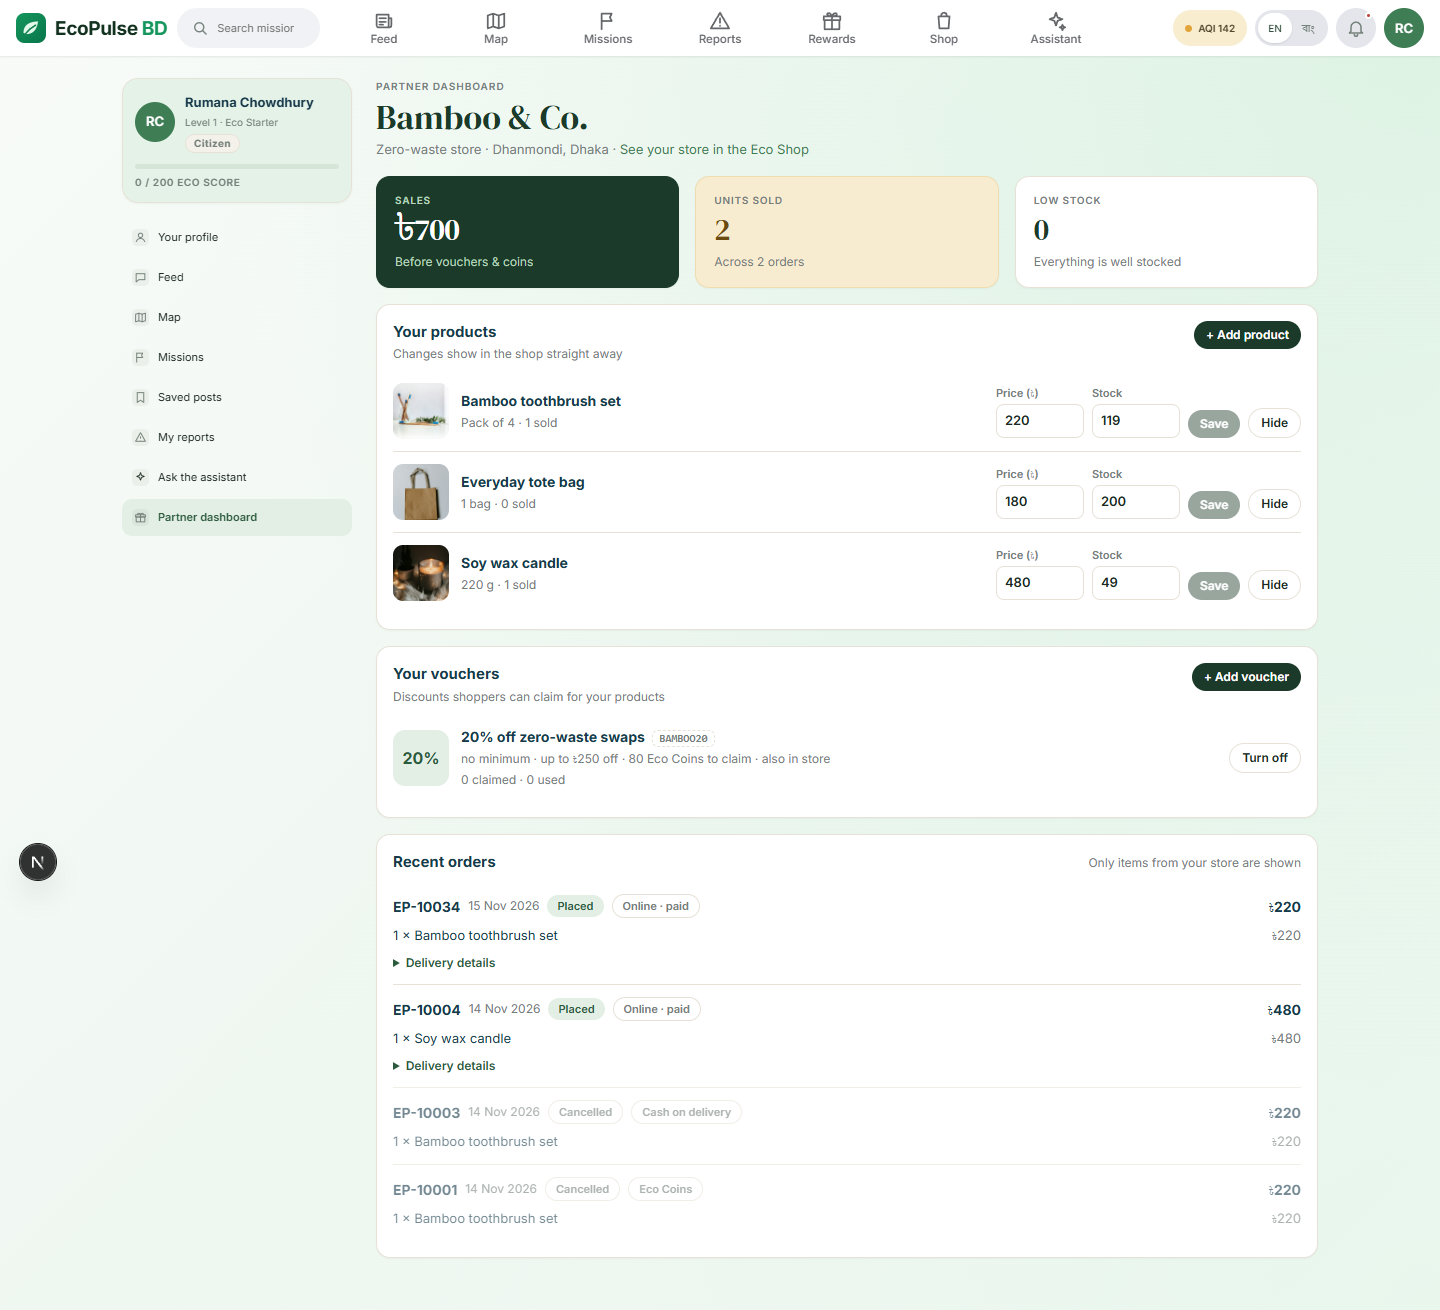 EcoPulse BD
Search missior
Feed
Map
Missions
Reports
Rewards
Shop
Assistant
AQI 142
EN
বাং
RC
RC
Rumana Chowdhury
Level 1 · Eco Starter
Citizen
0 / 200 ECO SCORE
Your profile
Feed
Map
Missions
Saved posts
My reports
Ask the assistant
Partner dashboard
N
PARTNER DASHBOARD
Bamboo & Co.
Zero-waste store · Dhanmondi, Dhaka · See your store in the Eco Shop
SALES
৳700
Before vouchers & coins
UNITS SOLD
2
Across 2 orders
LOW STOCK
0
Everything is well stocked
Your products
+ Add product
Changes show in the shop straight away
Bamboo toothbrush set
Pack of 4 · 1 sold
Price (৳) Stock
220 119 Save Hide
Everyday tote bag
1 bag · 0 sold
Price (৳) Stock
180 200 Save Hide
Soy wax candle
220 g · 1 sold
Price (৳) Stock
480 49 Save Hide
Your vouchers
+ Add voucher
Discounts shoppers can claim for your products
20%
20% off zero-waste swaps BAMBOO20
no minimum · up to ৳250 off · 80 Eco Coins to claim · also in store
0 claimed · 0 used
Turn off
Recent orders
Only items from your store are shown
EP-10034 15 Nov 2026 Placed Online · paid ৳220
1 × Bamboo toothbrush set ৳220
▶ Delivery details
EP-10004 14 Nov 2026 Placed Online · paid ৳480
1 × Soy wax candle ৳480
▶ Delivery details
EP-10003 14 Nov 2026 Cancelled Cash on delivery ৳220
1 × Bamboo toothbrush set ৳220
EP-10001 14 Nov 2026 Cancelled Eco Coins ৳220
1 × Bamboo toothbrush set ৳220